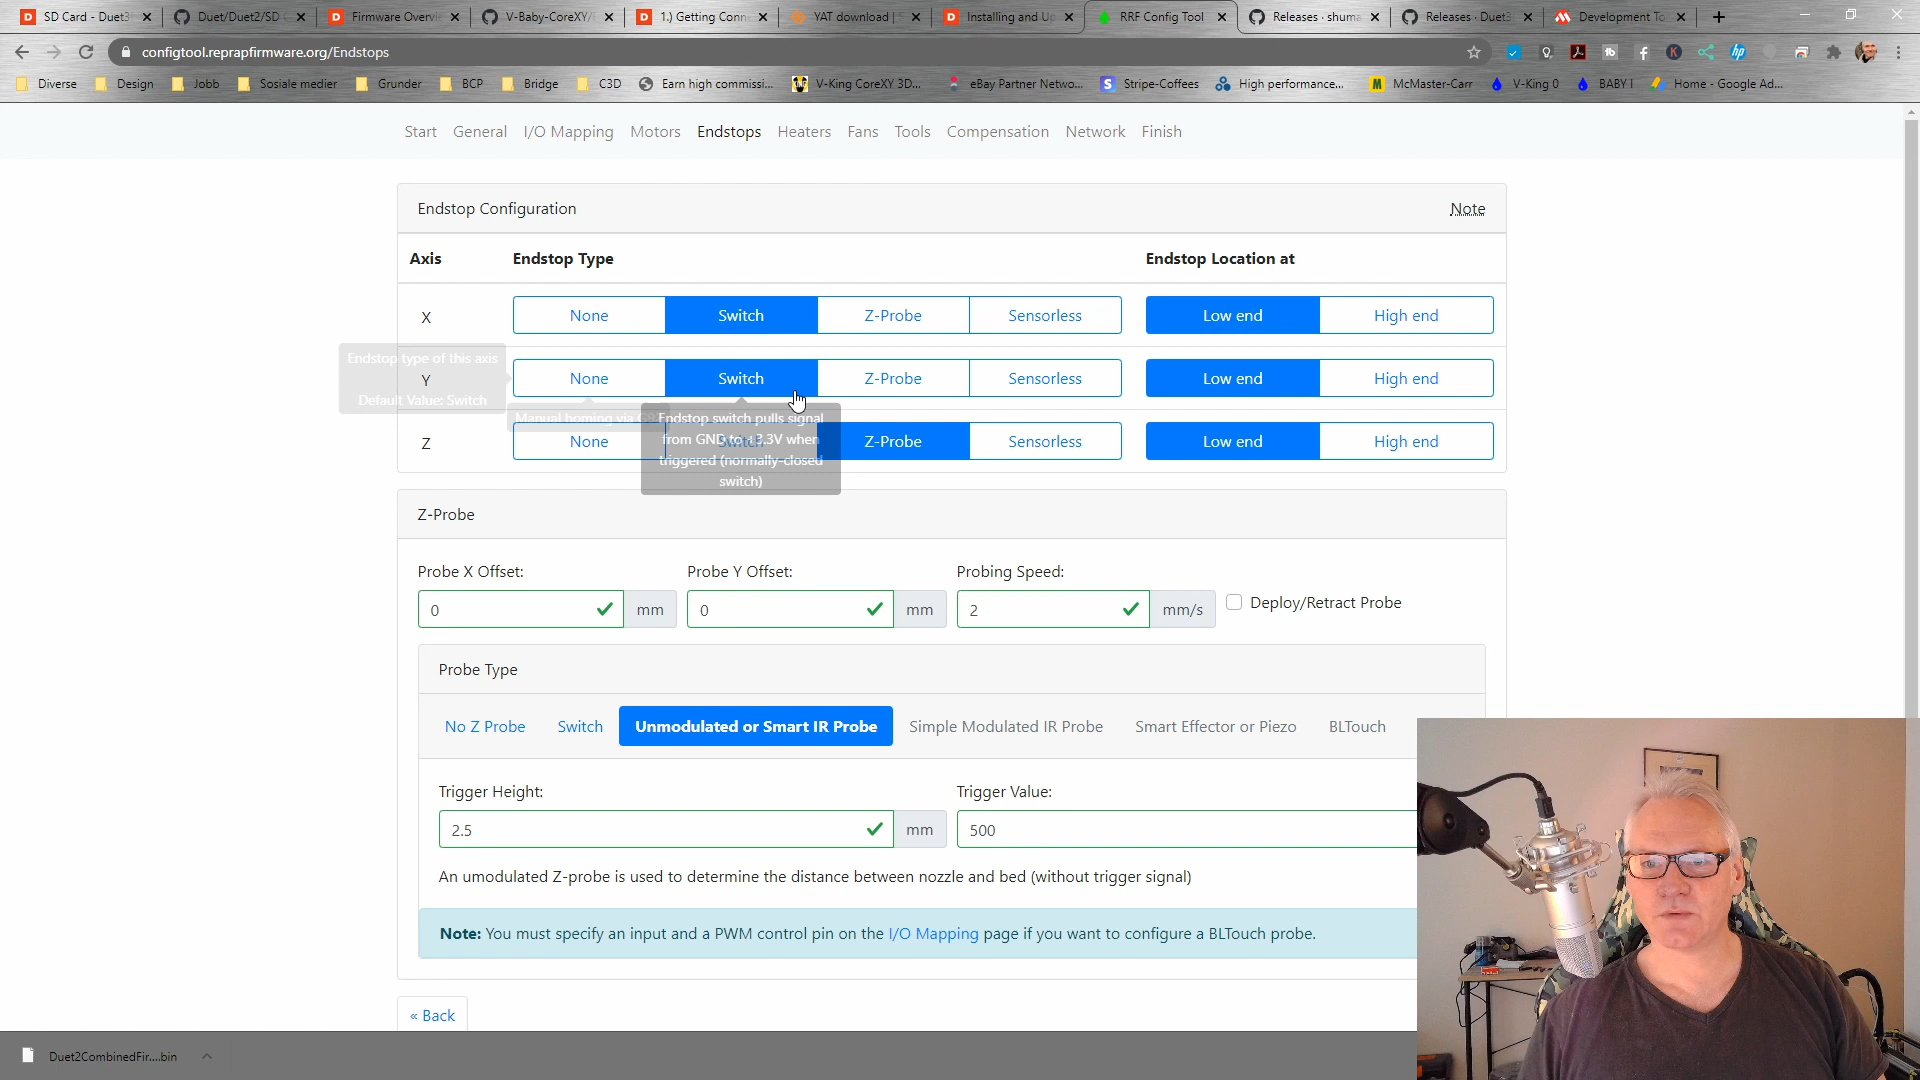 SD Card - Duet3
Duet/Duet2/SD
Firmware Overvi
V-Baby-CoreXY/
1.) Getting Conn
YAT download |
Installing and Up
RRF Config Tool
Releases · shuma
Releases · Duet3
Development To
configtool.reprapfirmware.org/Endstops
Diverse
Design
Jobb
Sosiale medier
Grunder
BCP
Bridge
C3D
Earn high commissi...
V-King CoreXY 3D...
eBay Partner Netwo...
Stripe-Coffees
High performance...
McMaster-Carr
V-King 0
BABY I
Home - Google Ad...
Start General I/O Mapping Motors Endstops Heaters Fans Tools Compensation Network Finish
Endstop Configuration
Note
Axis Endstop Type Endstop Location at
X None Switch Z-Probe Sensorless Low end High end
Endstop type of this axis
Y None Switch Z-Probe Sensorless Low end High end
Default Value: Switch
Manual homing via
Endstop switch pulls signal
from GND to +3.3V when
triggered (normally-closed
switch)
Z None Switch Z-Probe Sensorless Low end High end
Z-Probe
Probe X Offset: Probe Y Offset: Probing Speed:
0 mm 0 mm 2 mm/s Deploy/Retract Probe
Probe Type
No Z Probe Switch Unmodulated or Smart IR Probe Simple Modulated IR Probe Smart Effector or Piezo BLTouch
Trigger Height: Trigger Value:
2.5 mm 500
An umodulated Z-probe is used to determine the distance between nozzle and bed (without trigger signal)
Note: You must specify an input and a PWM control pin on the I/O Mapping page if you want to configure a BLTouch probe.
« Back
Duet2CombinedFir....bin